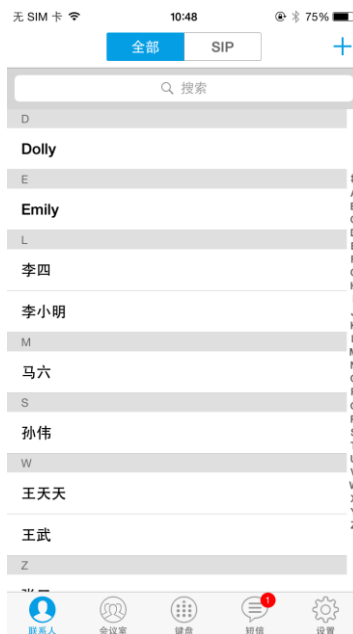 无 SIM 卡 10:48 75%
全部 SIP
搜索
D
Dolly
E
Emily
L
李四
李小明
M
马六
S
孙伟
W
王天天
王武
Z
1
联系人 会议室 键盘 短信 设置